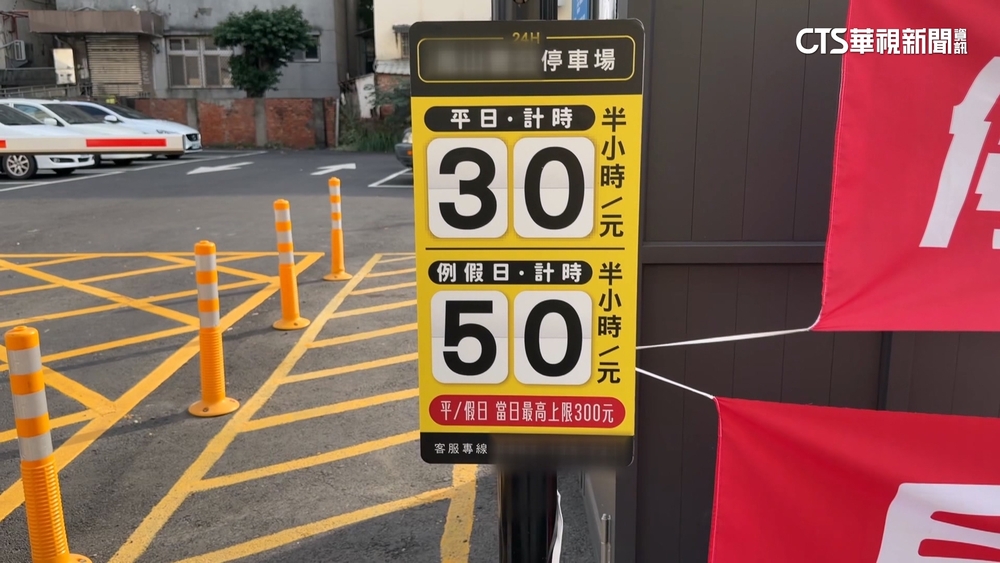 CTS華視新聞資訊
24H
停車場
平日·計時
30
半小時/元
例假日·計時
50
半小時/元
平/假日 當日最高上限300元
客服專線